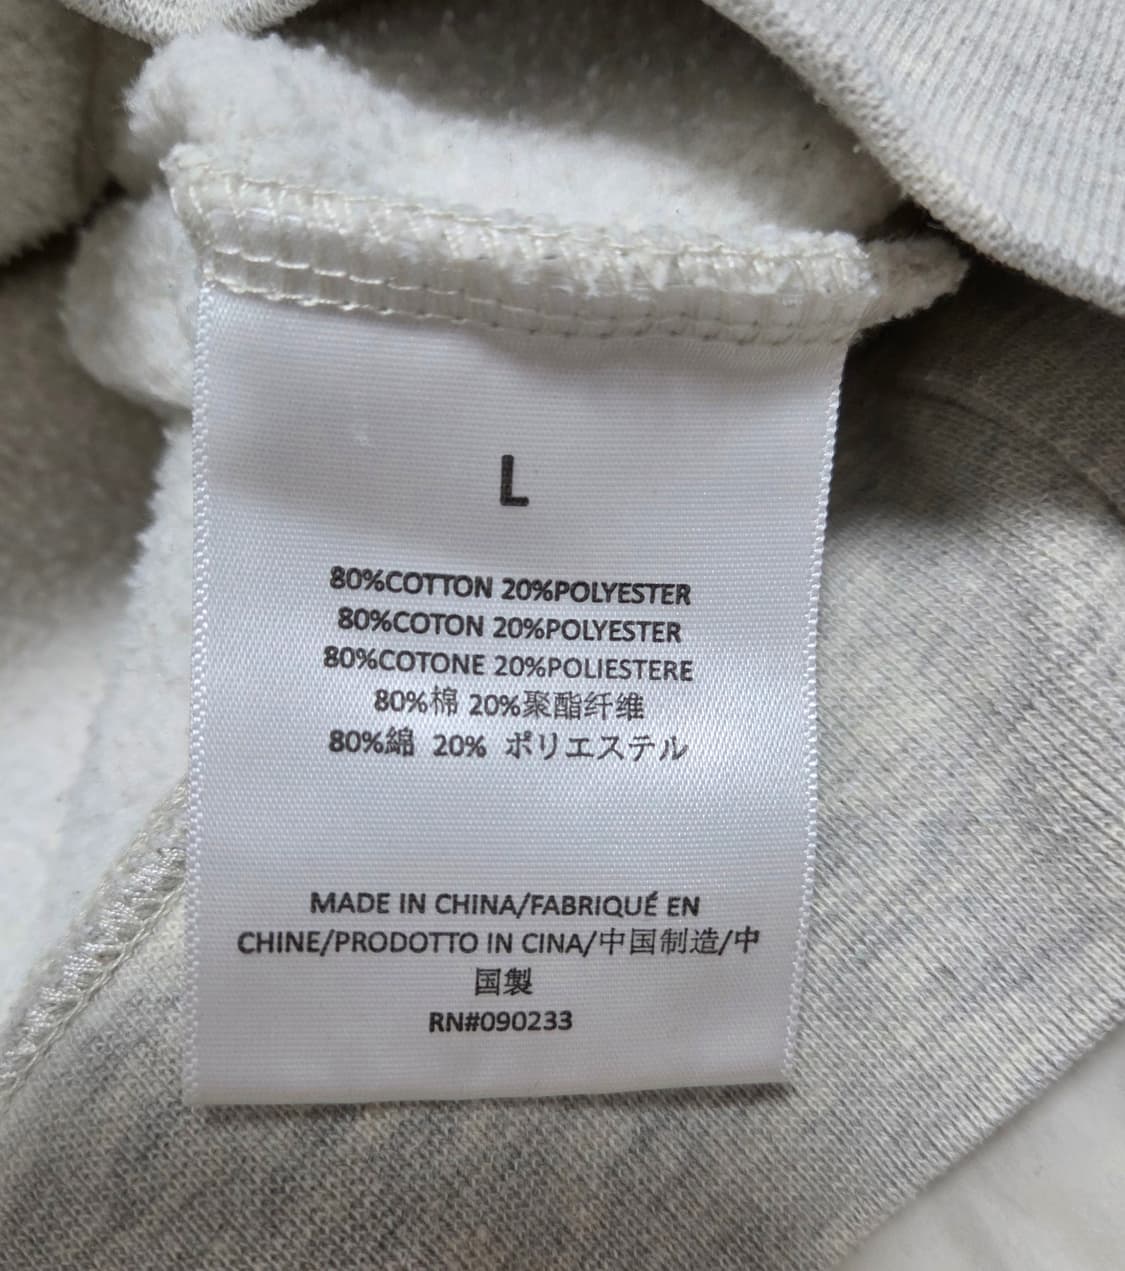 L
80%COTTON 20%POLYESTER
80%COTON 20%POLYESTER
80%COTONE 20%POLIESTERE
80%棉 20%聚酯纤维
80%綿 20% ポリエステル
MADE IN CHINA/FABRIQUÉ EN
CHINE/PRODOTTO IN CINA/中国制造/中
国製
RN#090233